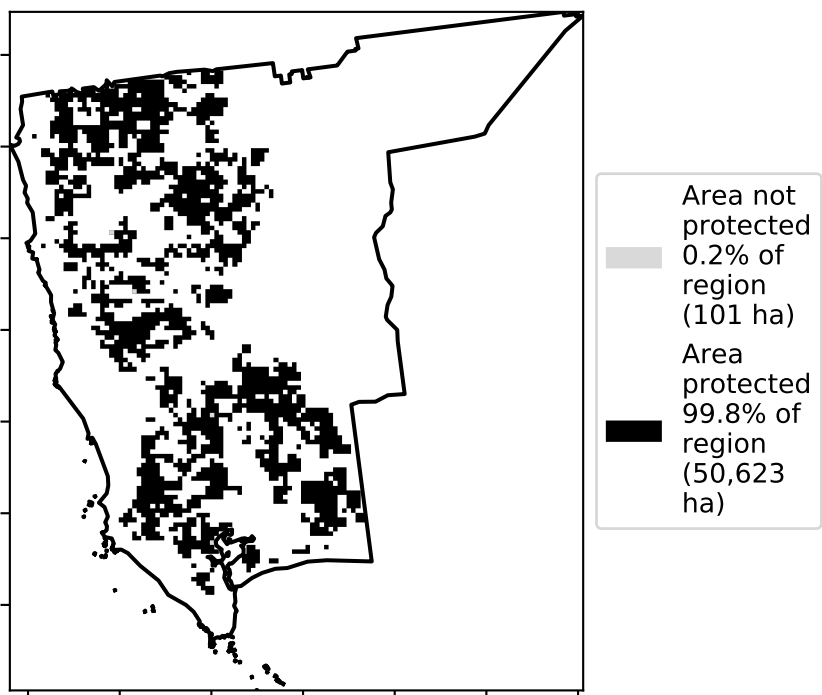 Area not
protected
0.2% of
region
(101 ha)
Area
protected
99.8% of
region
(50,623
ha)